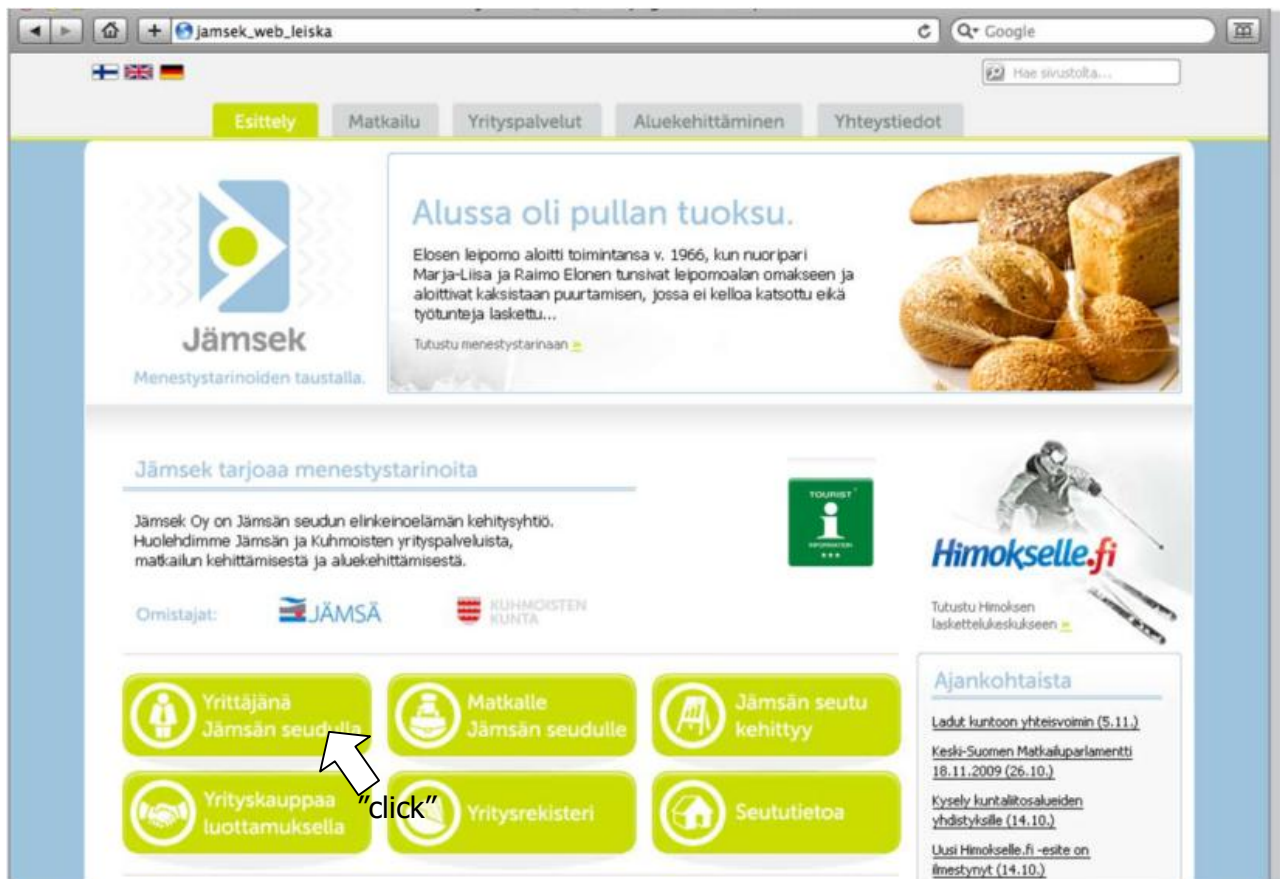 jamsek_web_leiska
Google
Hae sivustolta...
Esittely
Matkailu
Yrityspalvelut
Aluekehittäminen
Yhteystiedot
Jämsek
Menestystarinoiden taustalla.
Alussa oli pullan tuoksu.
Elosen leipomo aloitti toimintansa v. 1966, kun nuoripari
Marja-Liisa ja Raimo Elonen tunsivat leipomoalan omakseen ja
aloittivat kaksistaan puurtamisen, jossa ei kelloa katsottu eikä
työtunteja laskettu...
Tutustu menestystarinaan »
Jämsek tarjoaa menestystarinoita
Jämsek Oy on Jämsän seudun elinkeinoelämän kehitysyhtiö.
Huolehdimme Jämsän ja Kuhmoisten yrityspalveluista,
matkailun kehittämisestä ja aluekehittämisestä.
Omistajat:
JÄMSÄ
KUHMOISTEN
KUNTA
TOURIST
i
INFORMATION
Himokselle.fi
Tutustu Himoksen
laskettelukeskukseen »
Yrittäjänä
Jämsän seudulla
Matkalle
Jämsän seudulle
Jämsän seutu
kehittyy
Yrityskauppaa
luottamuksella
"click"
Yritysrekisteri
Seututietoa
Ajankohtaista
Ladut kuntoon yhteisvoimin (5.11.)
Keski-Suomen Matkailuparlamentti
18.11.2009 (26.10.)
Kysely kuntaliitosalueiden
yhdistyksille (14.10.)
Uusi Himokselle.fi -esite on
ilmestynyt (14.10.)